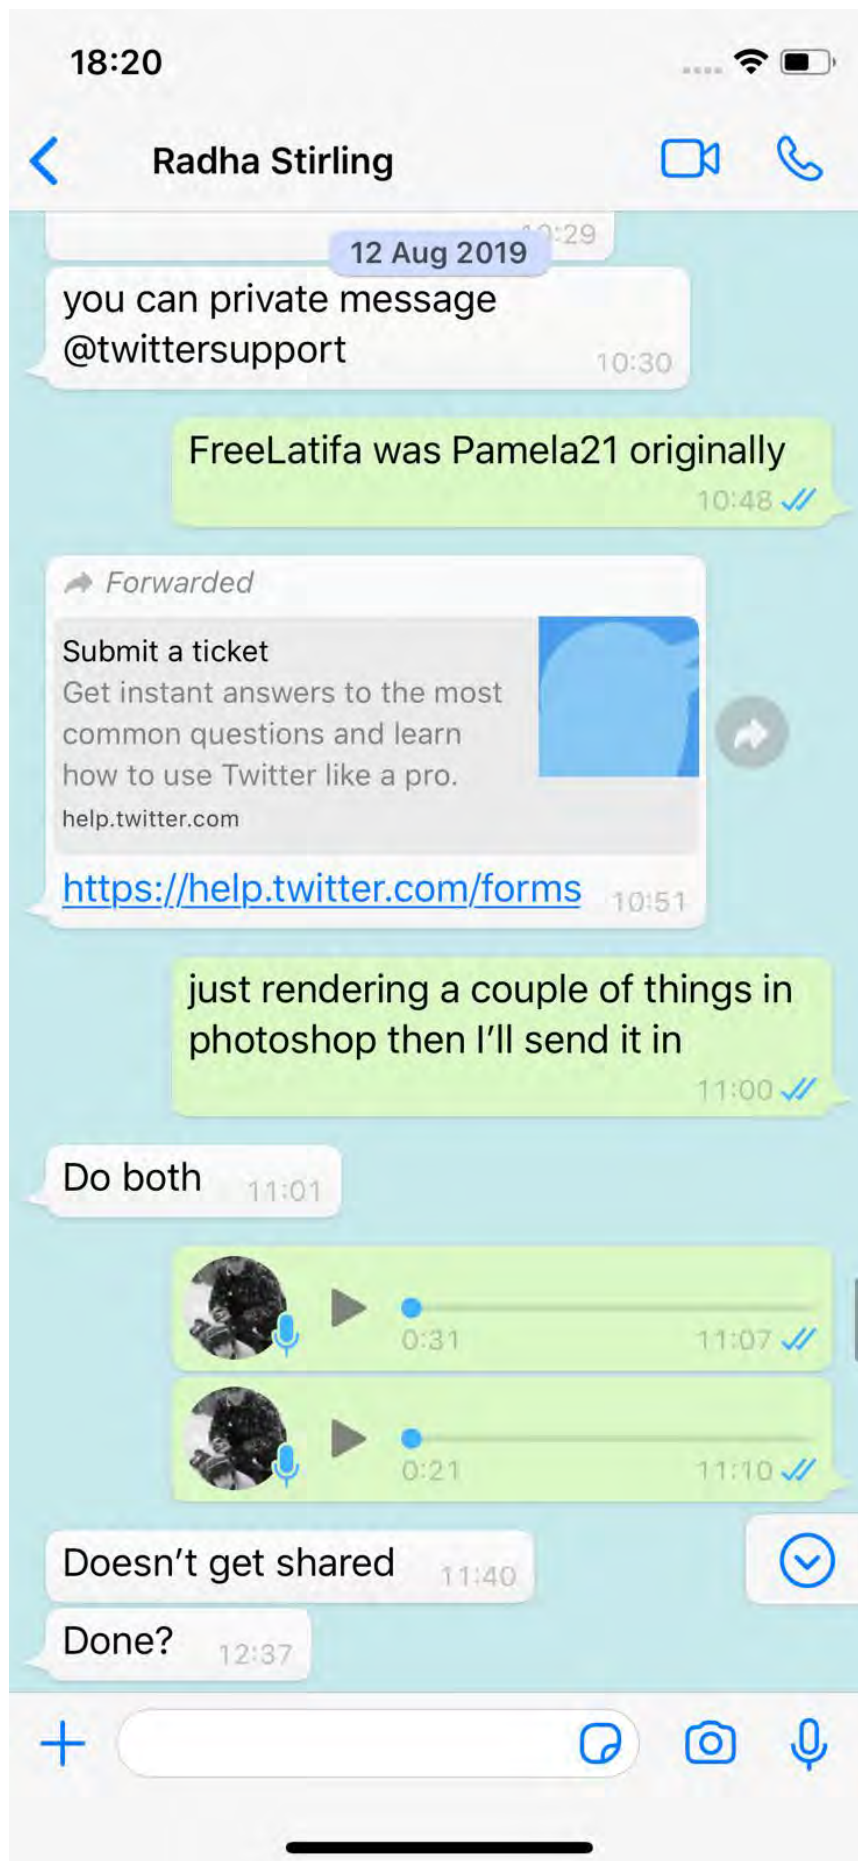 18:20
Radha Stirling
10:29
12 Aug 2019
you can private message
@twittersupport
10:30
FreeLatifa was Pamela21 originally
10:48
Forwarded
Submit a ticket
Get instant answers to the most
common questions and learn
how to use Twitter like a pro.
help.twitter.com
https://help.twitter.com/forms 10:51
just rendering a couple of things in
photoshop then I'll send it in
11:00
Do both 11:01
0:31 11:07
0:21 11:10
Doesn't get shared 11:40
Done? 12:37